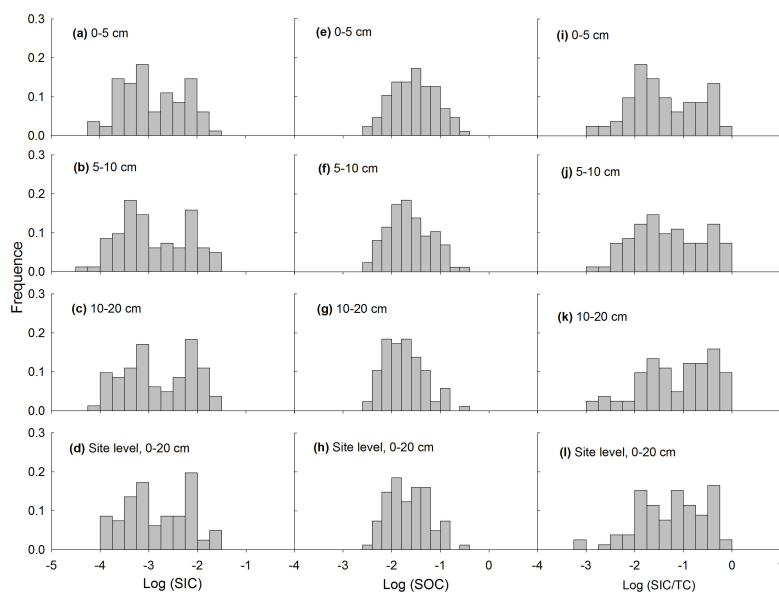 0.3 (a) 0-5 cm (e) 0-5 cm (i) 0-5 cm
0.2
0.1
0.0
0.3 (b) 5-10 cm (f) 5-10 cm (j) 5-10 cm
0.2
0.1
0.0
Frequence
0.3 (c) 10-20 cm (g) 10-20 cm (k) 10-20 cm
0.2
0.1
0.0
0.3 (d) Site level, 0-20 cm (h) Site level, 0-20 cm (l) Site level, 0-20 cm
0.2
0.1
0.0
-5 -4 -3 -2 -1 0 -4 -3 -2 -1 0 -4 -3 -2 -1 0 1
Log (SIC) Log (SOC) Log (SIC/TC)